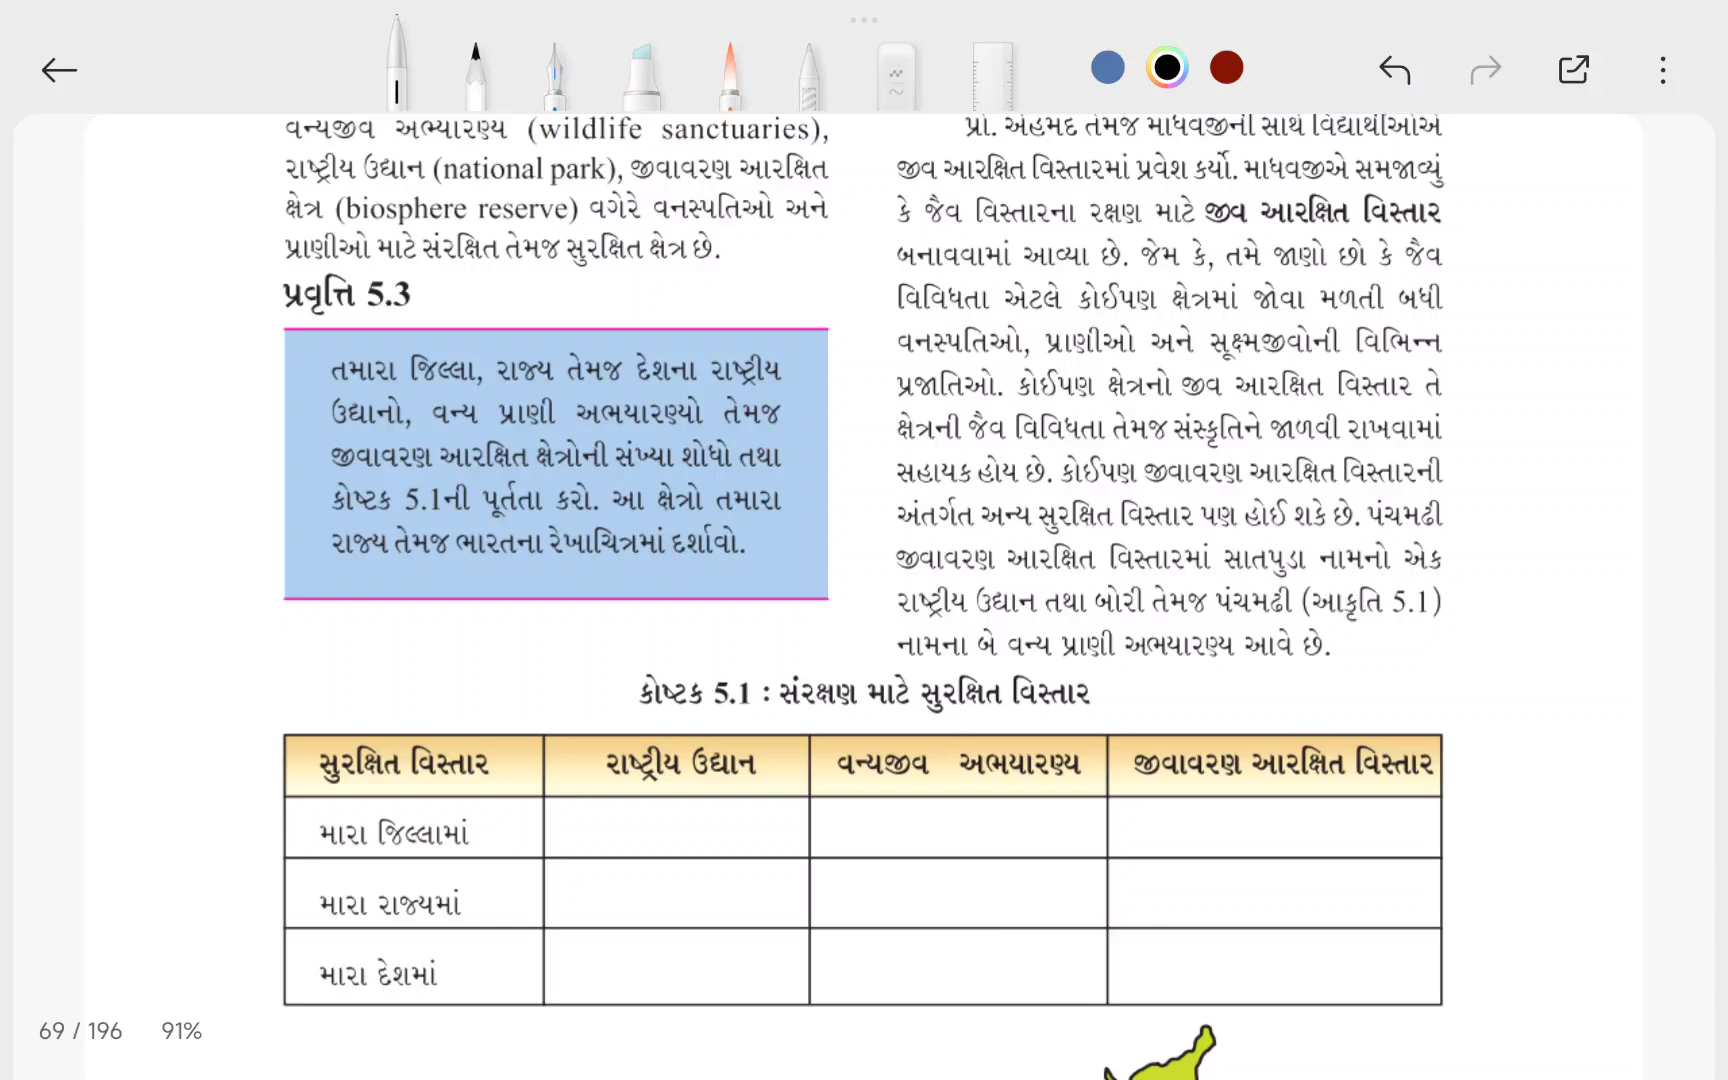 વન્યજીવ અભ્યારણ્ય (wildlife sanctuaries),
રાષ્ટ્રીય ઉદ્યાન (national park), જીવાવરણ આરક્ષિત
ક્ષેત્ર (biosphere reserve) વગેરે વનસ્પતિઓ અને
પ્રાણીઓ માટે સંરક્ષિત તેમજ સુરક્ષિત ક્ષેત્ર છે.
પ્રવૃત્તિ 5.3
તમારા જિલ્લા, રાજ્ય તેમજ દેશના રાષ્ટ્રીય
ઉદ્યાનો, વન્ય પ્રાણી અભયારણ્યો તેમજ
જીવાવરણ આરક્ષિત ક્ષેત્રોની સંખ્યા શોધો તથા
કોષ્ટક 5.1ની પૂર્તતા કરો. આ ક્ષેત્રો તમારા
રાજ્ય તેમજ ભારતના રેખાચિત્રમાં દર્શાવો.
પ્રો. અહમદ તેમજ માધવજીની સાથે વિદ્યાર્થીઓએ
જીવ આરક્ષિત વિસ્તારમાં પ્રવેશ કર્યો. માધવજીએ સમજાવ્યું
કે જૈવ વિસ્તારના રક્ષણ માટે જીવ આરક્ષિત વિસ્તાર
બનાવવામાં આવ્યા છે. જેમ કે, તમે જાણો છો કે જૈવ
વિવિધતા એટલે કોઈપણ ક્ષેત્રમાં જોવા મળતી બધી
વનસ્પતિઓ, પ્રાણીઓ અને સૂક્ષ્મજીવોની વિભિન્ન
પ્રજાતિઓ. કોઈપણ ક્ષેત્રનો જીવ આરક્ષિત વિસ્તાર તે
ક્ષેત્રની જૈવ વિવિધતા તેમજ સંસ્કૃતિને જાળવી રાખવામાં
સહાયક હોય છે. કોઈપણ જીવાવરણ આરક્ષિત વિસ્તારની
અંતર્ગત અન્ય સુરક્ષિત વિસ્તાર પણ હોઈ શકે છે. પંચમઢી
જીવાવરણ આરક્ષિત વિસ્તારમાં સાતપુડા નામનો એક
રાષ્ટ્રીય ઉદ્યાન તથા બોરી તેમજ પંચમઢી (આકૃતિ 5.1)
નામના બે વન્ય પ્રાણી અભયારણ્ય આવે છે.
કોષ્ટક 5.1 : સંરક્ષણ માટે સુરક્ષિત વિસ્તાર
સુરક્ષિત વિસ્તાર રાષ્ટ્રીય ઉદ્યાન વન્યજીવ અભયારણ્ય જીવાવરણ આરક્ષિત વિસ્તાર
મારા જિલ્લામાં
મારા રાજ્યમાં
મારા દેશમાં
69 / 196 91%